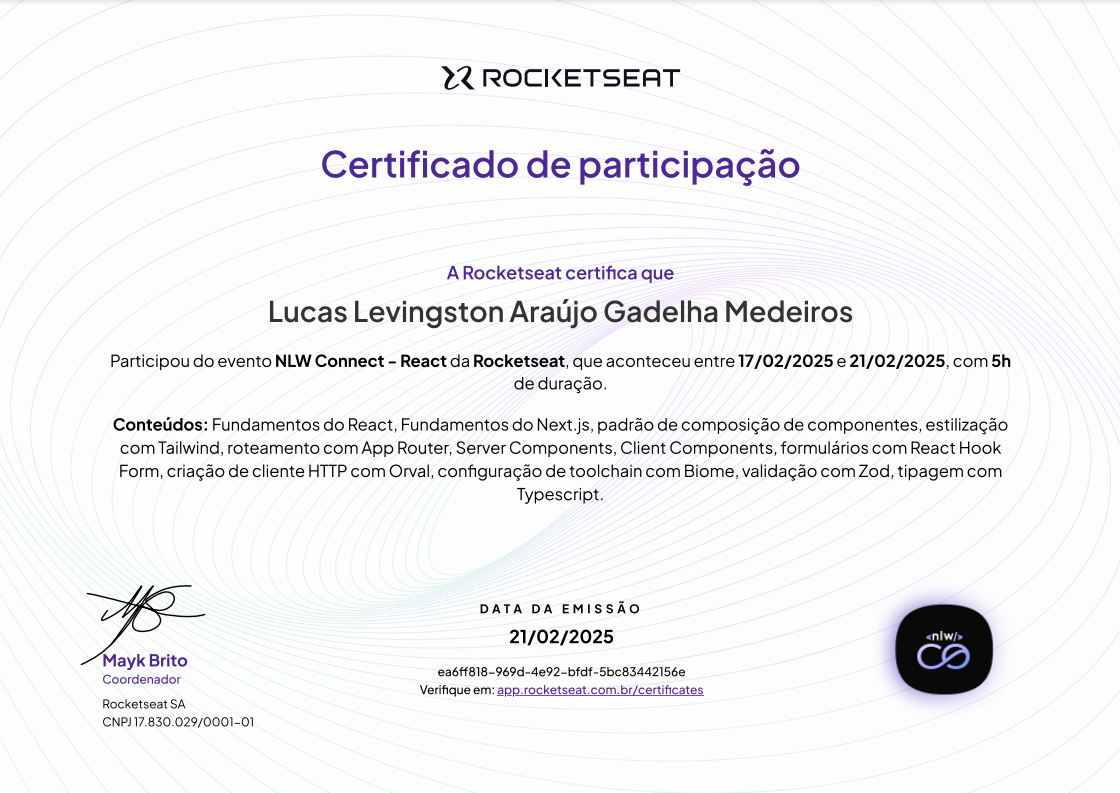 ROCKETSEAT
Certificado de participação
A Rocketseat certifica que
Lucas Levingston Araújo Gadelha Medeiros
Participou do evento NLW Connect - React da Rocketseat, que aconteceu entre 17/02/2025 e 21/02/2025, com 5h
de duração.
Conteúdos: Fundamentos do React, Fundamentos do Next.js, padrão de composição de componentes, estilização
com Tailwind, roteamento com App Router, Server Components, Client Components, formulários com React Hook
Form, criação de cliente HTTP com Orval, configuração de toolchain com Biome, validação com Zod, tipagem com
Typescript.
Mayk Brito
Coordenador
Rocketseat SA
CNPJ 17.830.029/0001-01
DATA DA EMISSÃO
21/02/2025
ea6ff818-969d-4e92-bfdf-5bc83442156e
Verifique em: app.rocketseat.com.br/certificates
<nlw/>